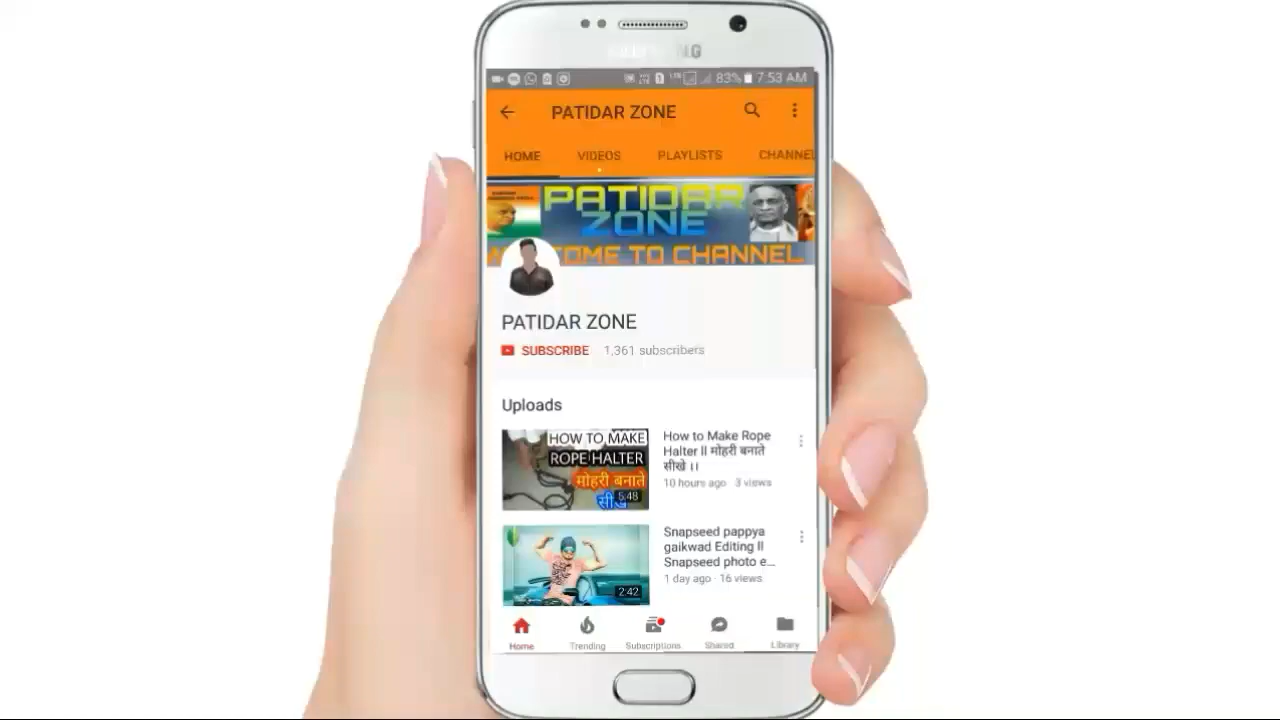 83% 7:53 AM
PATIDAR ZONE
HOME VIDEOS PLAYLISTS CHANNEL
PATIDAR
ZONE
COME TO CHANNEL
PATIDAR ZONE
SUBSCRIBE 1,361 subscribers
Uploads
HOW TO MAKE
ROPE HALTER
मोहरी बनाते
सीखे
5:48
How to Make Rope
Halter ll मोहरी बनाते
सीखे ।।
10 hours ago · 3 views
2:42
Snapseed pappya
gaikwad Editing ll
Snapseed photo e...
1 day ago · 16 views
Home Trending Subscriptions Shared Library